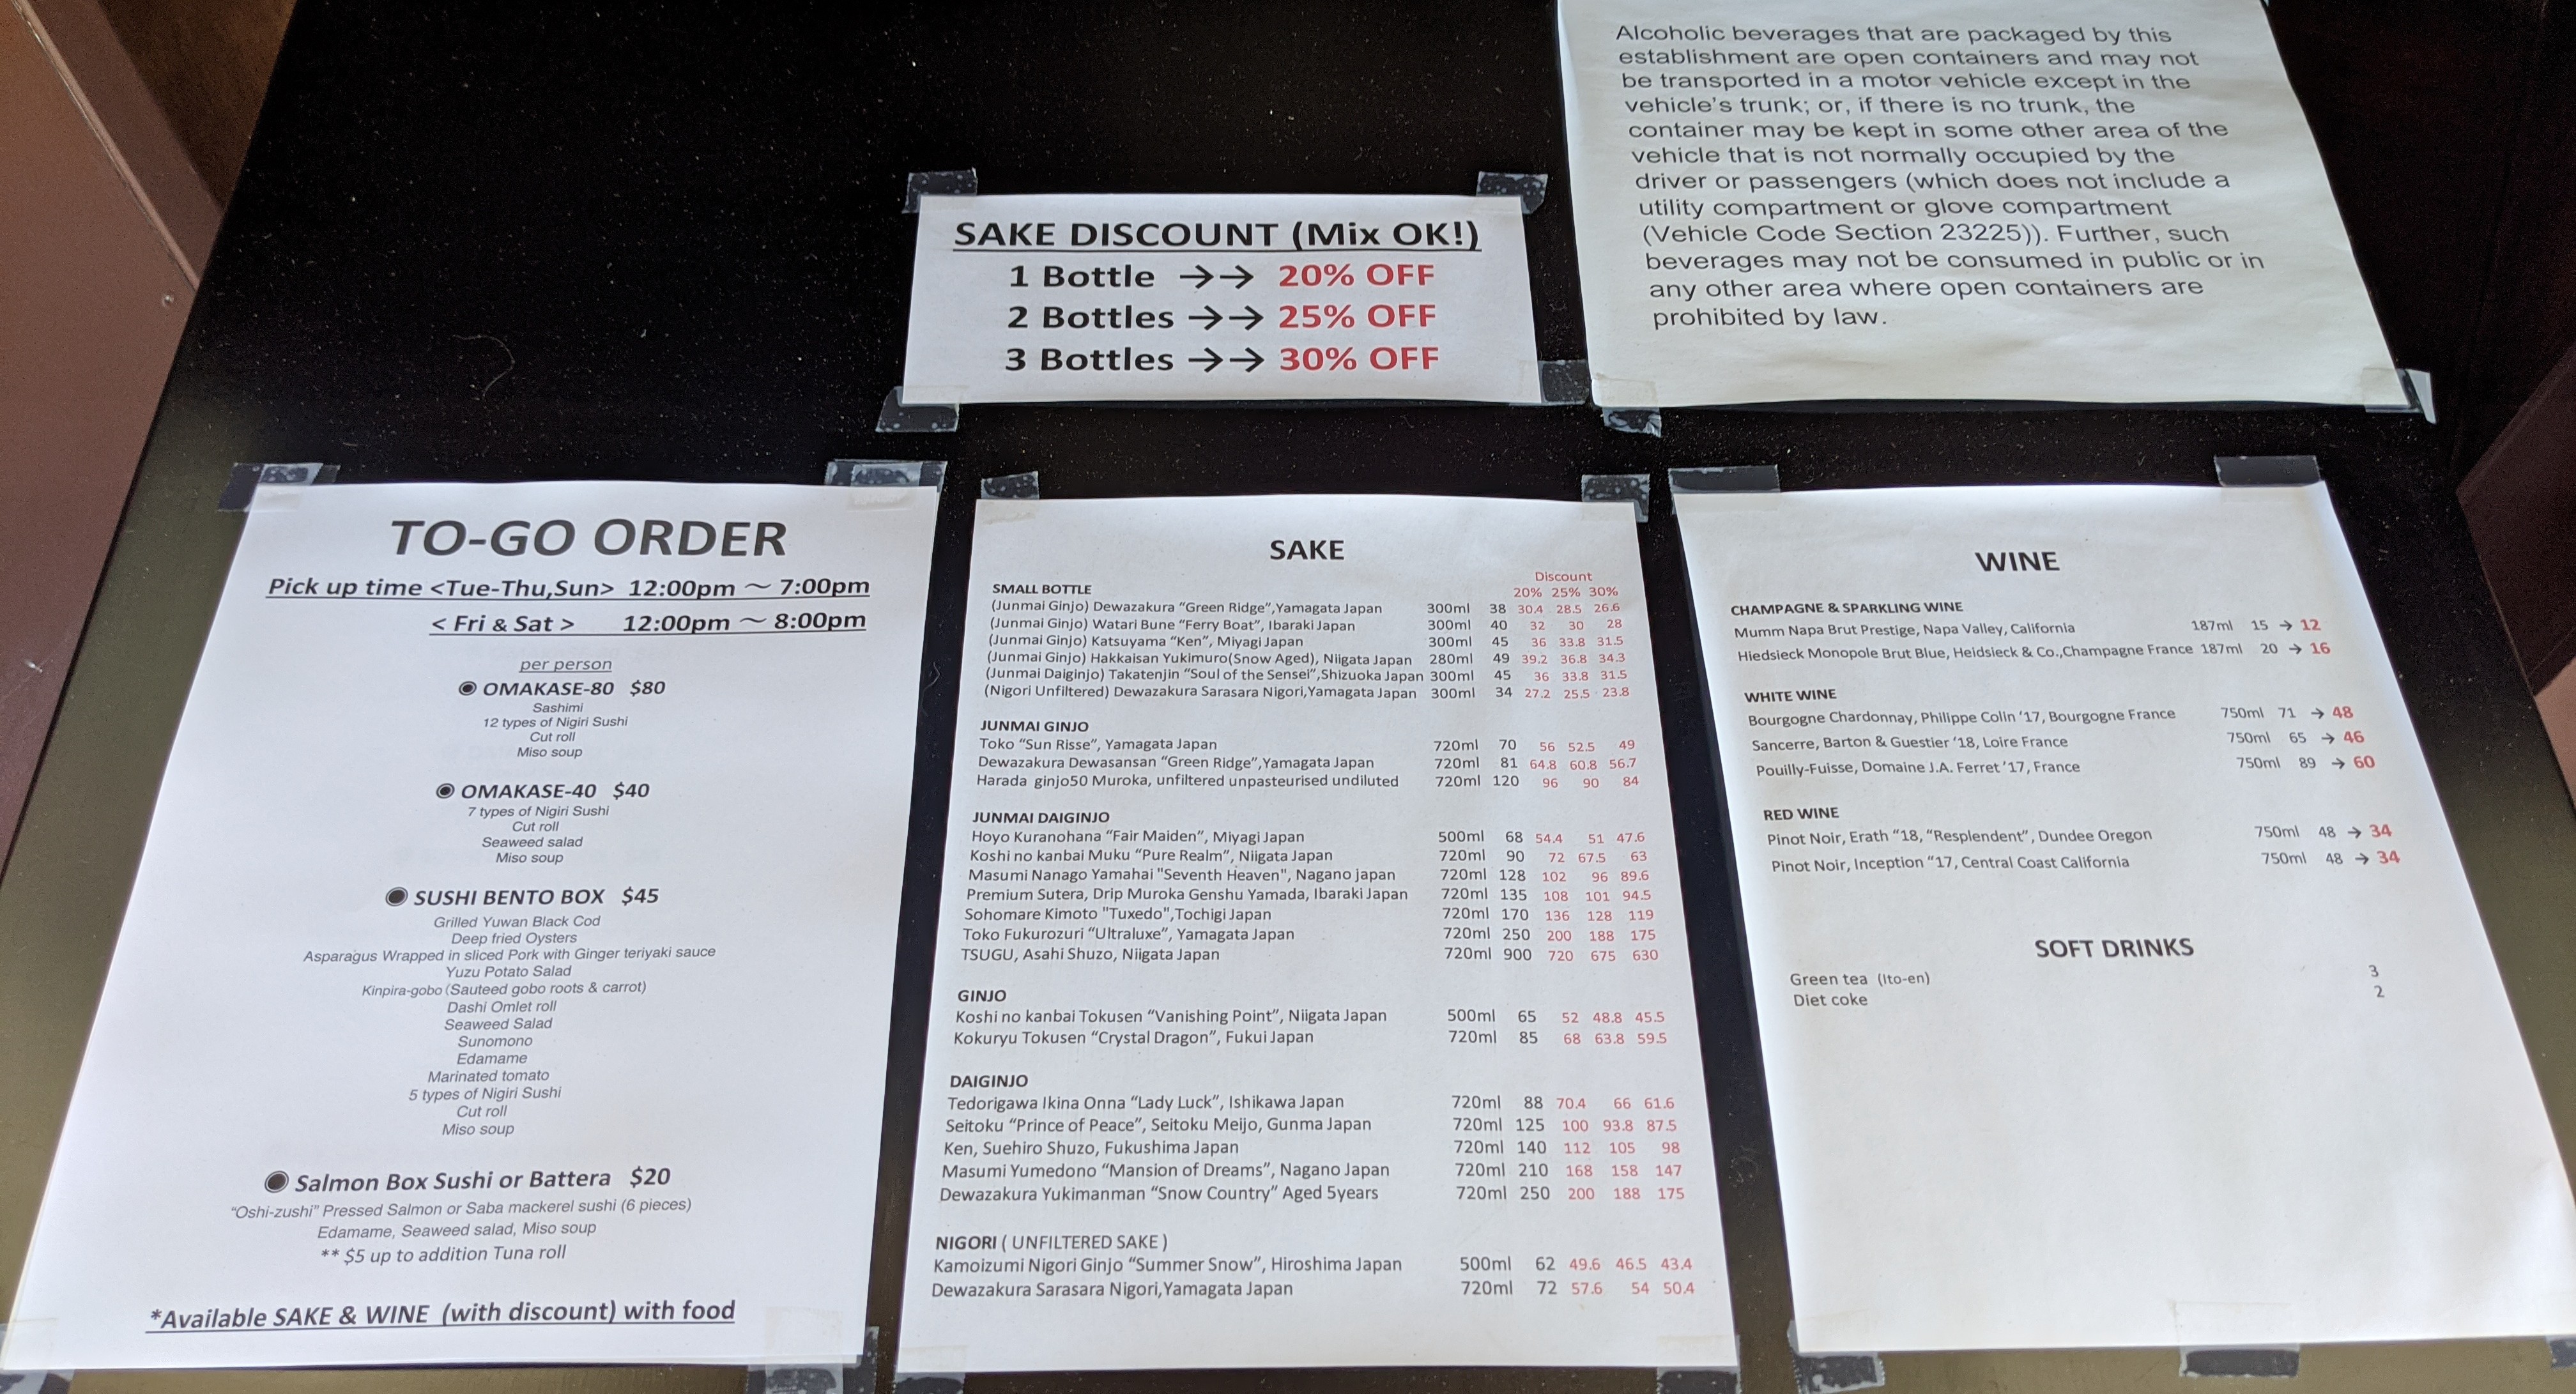 Alcoholic beverages that are packaged by this
establishment are open containers and may not
be transported in a motor vehicle except in the
vehicle's trunk; or, if there is no trunk, the
container may be kept in some other area of the
vehicle that is not normally occupied by the
driver or passengers (which does not include a
utility compartment or glove compartment
(Vehicle Code Section 23225)). Further, such
beverages may not be consumed in public or in
any other area where open containers are
prohibited by law.
SAKE DISCOUNT (Mix OK!)
1 Bottle →→ 20% OFF
2 Bottles →→ 25% OFF
3 Bottles →→ 30% OFF
TO-GO ORDER
Pick up time <Tue-Thu,Sun> 12:00pm ~ 7:00pm
< Fri & Sat > 12:00pm ~ 8:00pm
per person
◉ OMAKASE-80 $80
Sashimi
12 types of Nigiri Sushi
Cut roll
Miso soup
◉ OMAKASE-40 $40
7 types of Nigiri Sushi
Cut roll
Seaweed salad
Miso soup
◉ SUSHI BENTO BOX $45
Grilled Yuwan Black Cod
Deep fried Oysters
Asparagus Wrapped in sliced Pork with Ginger teriyaki sauce
Yuzu Potato Salad
Kinpira-gobo (Sauteed gobo roots & carrot)
Dashi Omlet roll
Seaweed Salad
Sunomono
Edamame
Marinated tomato
5 types of Nigiri Sushi
Cut roll
Miso soup
◉ Salmon Box Sushi or Battera $20
"Oshi-zushi" Pressed Salmon or Saba mackerel sushi (6 pieces)
Edamame, Seaweed salad, Miso soup
** $5 up to addition Tuna roll
*Available SAKE & WINE (with discount) with food
SAKE
Discount
SMALL BOTTLE 20% 25% 30%
(Junmai Ginjo) Dewazakura "Green Ridge",Yamagata Japan 300ml 38 30.4 28.5 26.6
(Junmai Ginjo) Watari Bune "Ferry Boat", Ibaraki Japan 300ml 40 32 30 28
(Junmai Ginjo) Katsuyama "Ken", Miyagi Japan 300ml 45 36 33.8 31.5
(Junmai Ginjo) Hakkaisan Yukimuro(Snow Aged), Niigata Japan 280ml 49 39.2 36.8 34.3
(Junmai Daiginjo) Takatenjin "Soul of the Sensei",Shizuoka Japan 300ml 45 36 33.8 31.5
(Nigori Unfiltered) Dewazakura Sarasara Nigori,Yamagata Japan 300ml 34 27.2 25.5 23.8
JUNMAI GINJO
Toko "Sun Risse", Yamagata Japan 720ml 70 56 52.5 49
Dewazakura Dewasansan "Green Ridge",Yamagata Japan 720ml 81 64.8 60.8 56.7
Harada ginjo50 Muroka, unfiltered unpasteurised undiluted 720ml 120 96 90 84
JUNMAI DAIGINJO
Hoyo Kuranohana "Fair Maiden", Miyagi Japan 500ml 68 54.4 51 47.6
Koshi no kanbai Muku "Pure Realm", Niigata Japan 720ml 90 72 67.5 63
Masumi Nanago Yamahai "Seventh Heaven", Nagano japan 720ml 128 102 96 89.6
Premium Sutera, Drip Muroka Genshu Yamada, Ibaraki Japan 720ml 135 108 101 94.5
Sohomare Kimoto "Tuxedo",Tochigi Japan 720ml 170 136 128 119
Toko Fukurozuri "Ultraluxe", Yamagata Japan 720ml 250 200 188 175
TSUGU, Asahi Shuzo, Niigata Japan 720ml 900 720 675 630
GINJO
Koshi no kanbai Tokusen "Vanishing Point", Niigata Japan 500ml 65 52 48.8 45.5
Kokuryu Tokusen "Crystal Dragon", Fukui Japan 720ml 85 68 63.8 59.5
DAIGINJO
Tedorigawa Ikina Onna "Lady Luck", Ishikawa Japan 720ml 88 70.4 66 61.6
Seitoku "Prince of Peace", Seitoku Meijo, Gunma Japan 720ml 125 100 93.8 87.5
Ken, Suehiro Shuzo, Fukushima Japan 720ml 140 112 105 98
Masumi Yumedono "Mansion of Dreams", Nagano Japan 720ml 210 168 158 147
Dewazakura Yukimanman "Snow Country" Aged 5years 720ml 250 200 188 175
NIGORI ( UNFILTERED SAKE )
Kamoizumi Nigori Ginjo "Summer Snow", Hiroshima Japan 500ml 62 49.6 46.5 43.4
Dewazakura Sarasara Nigori,Yamagata Japan 720ml 72 57.6 54 50.4
WINE
CHAMPAGNE & SPARKLING WINE
Mumm Napa Brut Prestige, Napa Valley, California 187ml 15 → 12
Hiedsieck Monopole Brut Blue, Heidsieck & Co.,Champagne France 187ml 20 → 16
WHITE WINE
Bourgogne Chardonnay, Philippe Colin '17, Bourgogne France 750ml 71 → 48
Sancerre, Barton & Guestier '18, Loire France 750ml 65 → 46
Pouilly-Fuisse, Domaine J.A. Ferret '17, France 750ml 89 → 60
RED WINE
Pinot Noir, Erath "18, "Resplendent", Dundee Oregon 750ml 48 → 34
Pinot Noir, Inception "17, Central Coast California 750ml 48 → 34
SOFT DRINKS
Green tea (Ito-en) 3
Diet coke 2